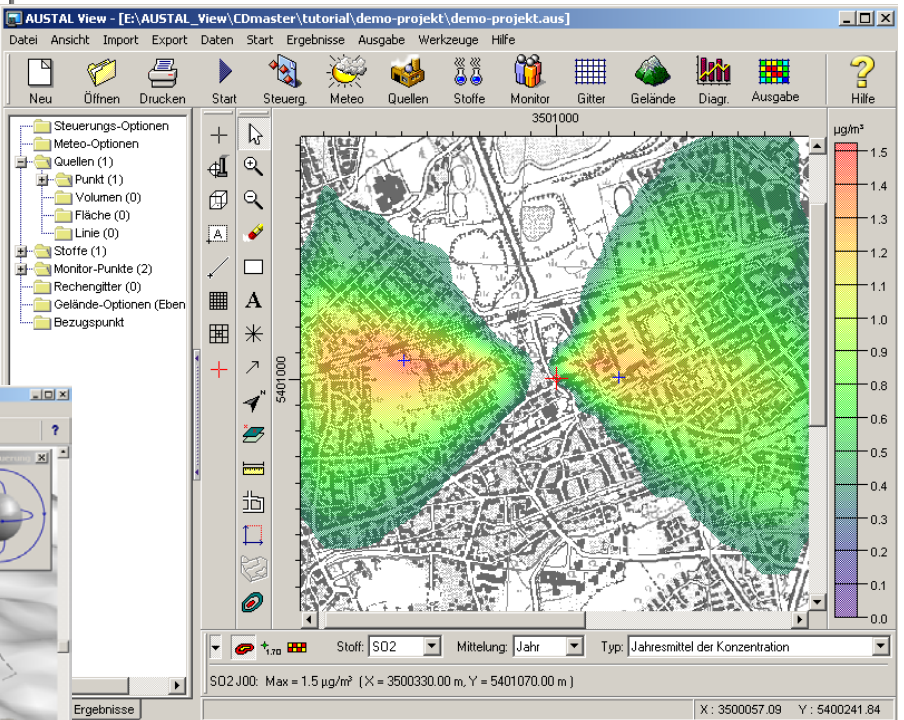 AUSTAL View - [E:\AUSTAL_View\CDmaster\tutorial\demo-projekt\demo-projekt.aus]
Datei Ansicht Import Export Daten Start Ergebnisse Ausgabe Werkzeuge Hilfe
Neu Öffnen Drucken Start Steuerg. Meteo Quellen Stoffe Monitor Gitter Gelände Diagr. Ausgabe Hilfe
Steuerungs-Optionen
Meteo-Optionen
Quellen (1)
Punkt (1)
Volumen (0)
Fläche (0)
Linie (0)
Stoffe (1)
Monitor-Punkte (2)
Rechengitter (0)
Gelände-Optionen (Eben
Bezugspunkt
Ergebnisse
?
A
A
N
3501000
5401000
µg/m³
1.5
1.4
1.3
1.2
1.1
1.0
0.9
0.8
0.6
0.5
0.4
0.3
0.2
0.1
0.0
1.70
Stoff: SO2 Mittelung: Jahr Typ: Jahresmittel der Konzentration
SO2 J00: Max = 1.5 µg/m³ ( X = 3500330.00 m, Y = 5401070.00 m )
X : 3500057.09 Y : 5400241.84